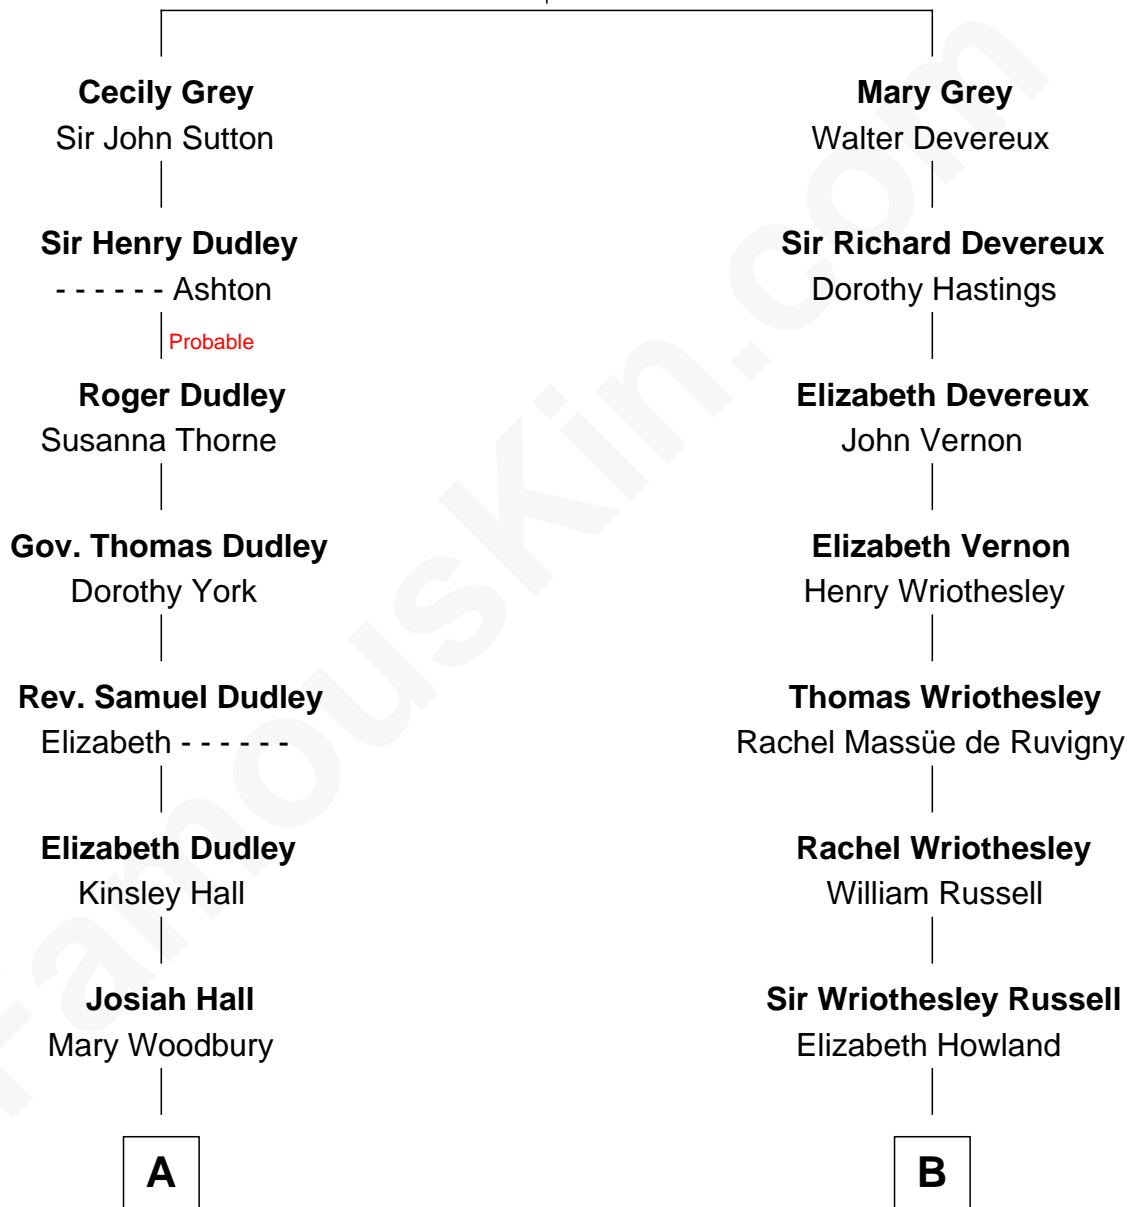 Cecily Grey
Sir John Sutton
Sir Henry Dudley
- - - - - - Ashton
Probable
Roger Dudley
Susanna Thorne
Gov. Thomas Dudley
Dorothy York
Rev. Samuel Dudley
Elizabeth - - - - - -
Elizabeth Dudley
Kinsley Hall
Josiah Hall
Mary Woodbury
A
Mary Grey
Walter Devereux
Sir Richard Devereux
Dorothy Hastings
Elizabeth Devereux
John Vernon
Elizabeth Vernon
Henry Wriothesley
Thomas Wriothesley
Rachel Massüe de Ruvigny
Rachel Wriothesley
William Russell
Sir Wriothesley Russell
Elizabeth Howland
B
FamousKin.com